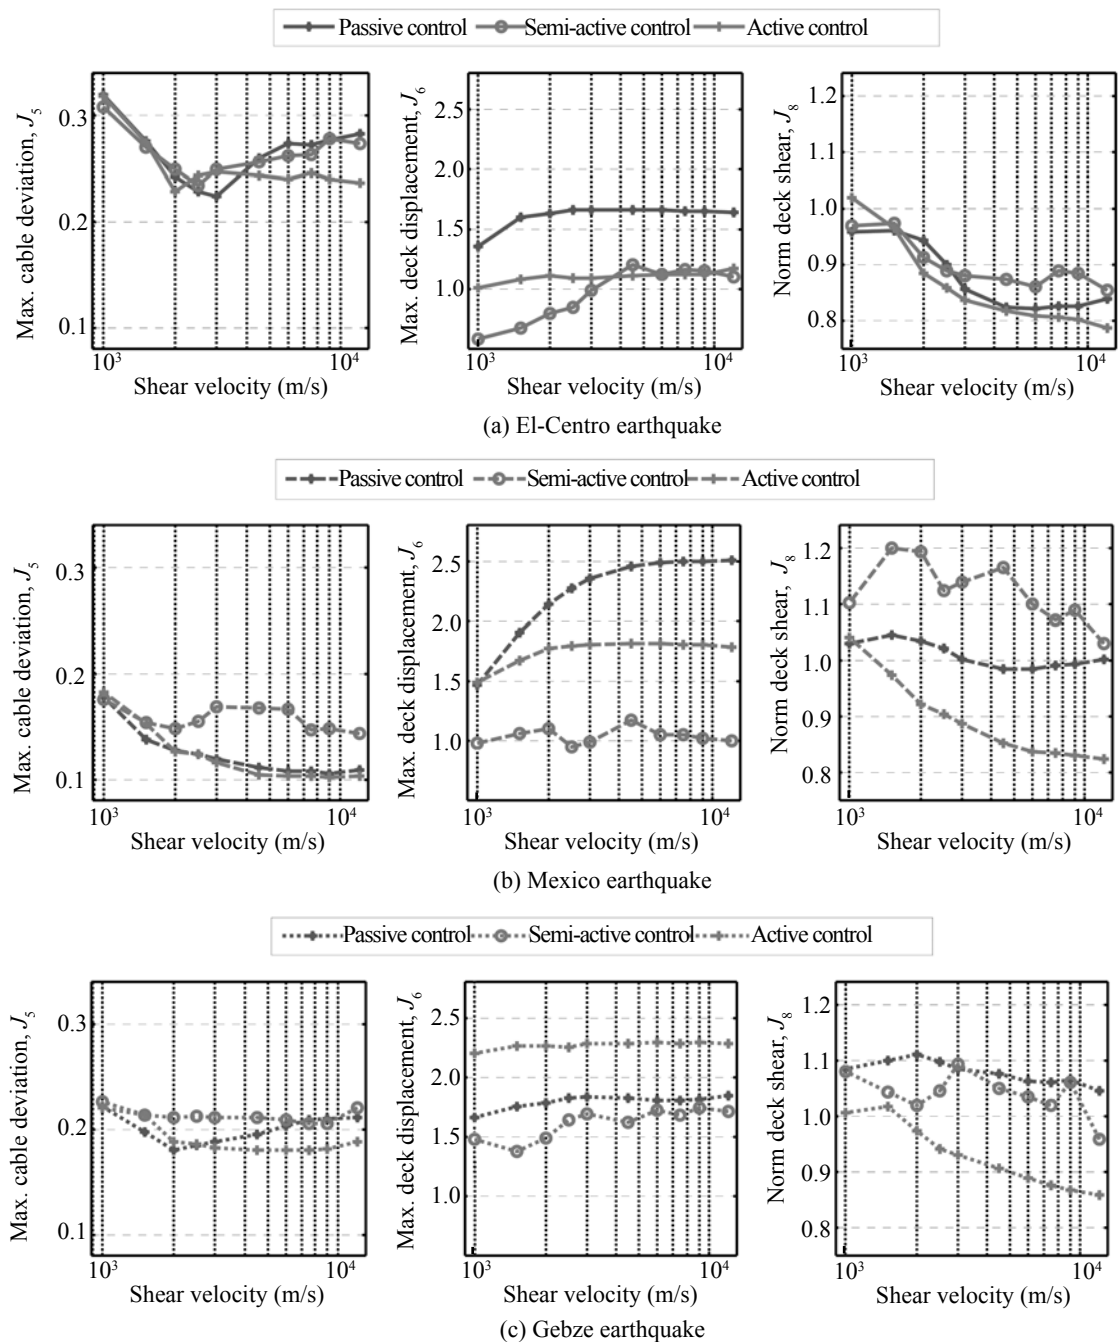 Passive control Semi-active control Active control
Max. cable deviation, J5
0.3
0.2
0.1
10³ 10⁴
Shear velocity (m/s)
Max. deck displacement, J6
2.5
2.0
1.5
1.0
10³ 10⁴
Shear velocity (m/s)
Norm deck shear, J8
1.2
1.1
1.0
0.9
0.8
10³ 10⁴
Shear velocity (m/s)
(a) El-Centro earthquake
Passive control Semi-active control Active control
Max. cable deviation, J5
0.3
0.2
0.1
10³ 10⁴
Shear velocity (m/s)
Max. deck displacement, J6
2.5
2.0
1.5
1.0
10³ 10⁴
Shear velocity (m/s)
Norm deck shear, J8
1.2
1.1
1.0
0.9
0.8
10³ 10⁴
Shear velocity (m/s)
(b) Mexico earthquake
Passive control Semi-active control Active control
Max. cable deviation, J5
0.3
0.2
0.1
10³ 10⁴
Shear velocity (m/s)
Max. deck displacement, J6
2.5
2.0
1.5
1.0
10³ 10⁴
Shear velocity (m/s)
Norm deck shear, J8
1.2
1.1
1.0
0.9
0.8
10³ 10⁴
Shear velocity (m/s)
(c) Gebze earthquake